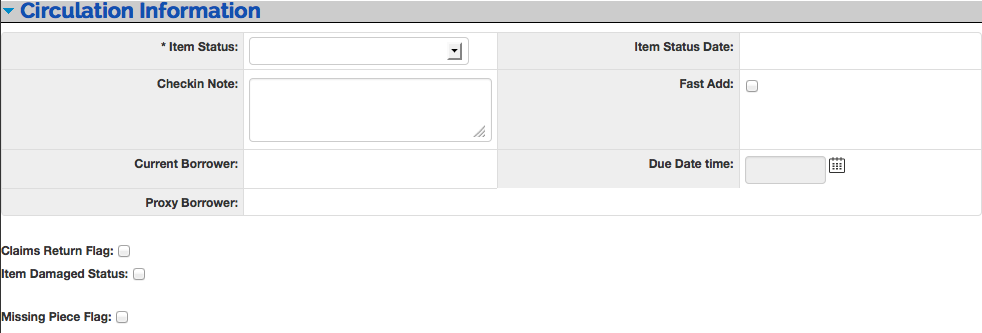 Circulation Information
* Item Status:
Item Status Date:
Checkin Note:
Fast Add:
Current Borrower:
Due Date time:
Proxy Borrower:
Claims Return Flag:
Item Damaged Status:
Missing Piece Flag: